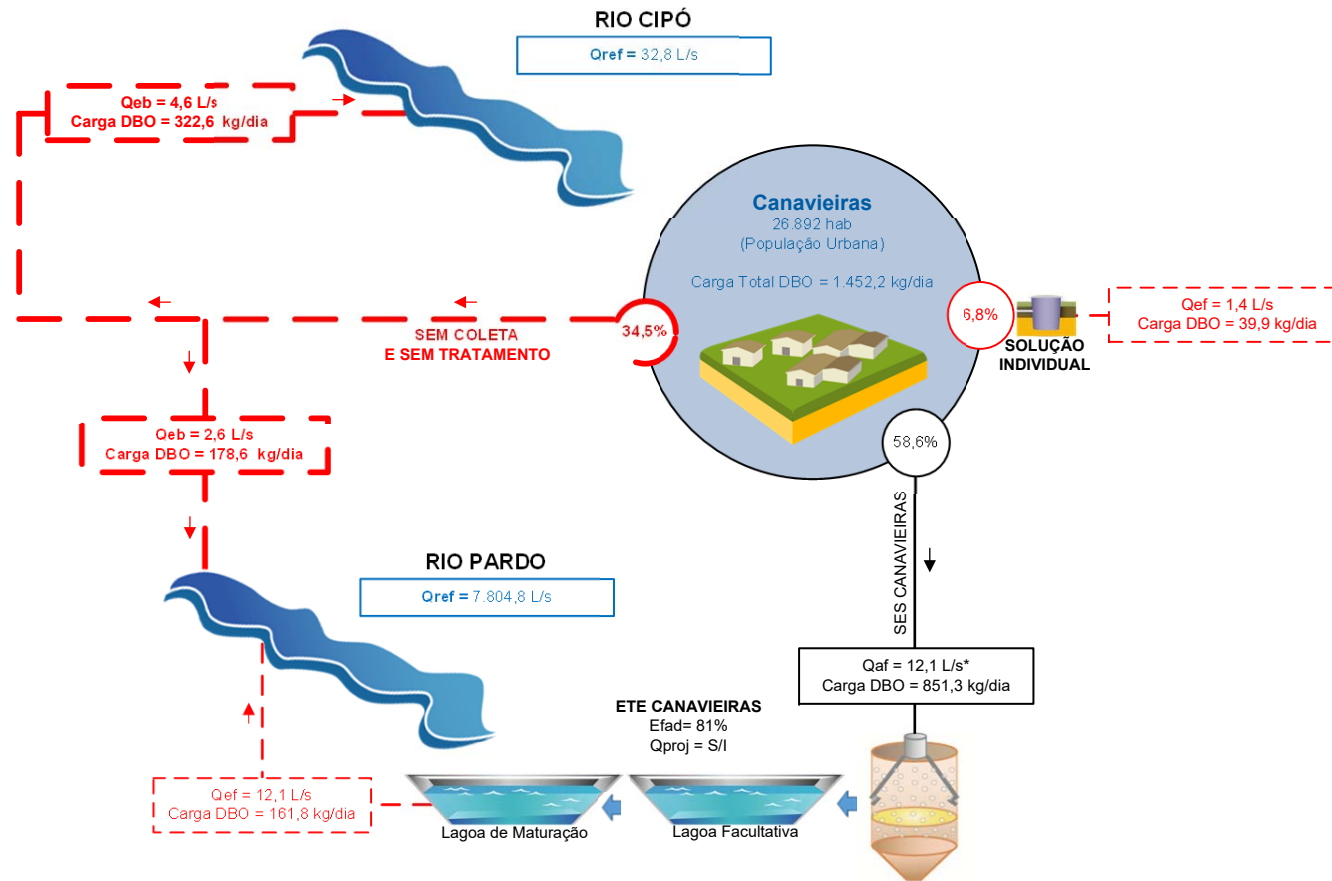 RIO CIPÓ
Qref = 32,8 L/s
Qeb = 4,6 L/s
Carga DBO = 322,6 kg/dia
Canavieiras
26.892 hab
(População Urbana)
Carga Total DBO = 1.452,2 kg/dia
34,5%
SEM COLETA
E SEM TRATAMENTO
6,8%
SOLUÇÃO
INDIVIDUAL
Qef = 1,4 L/s
Carga DBO = 39,9 kg/dia
58,6%
Qeb = 2,6 L/s
Carga DBO = 178,6 kg/dia
SES CANAVIEIRAS
RIO PARDO
Qref = 7.804,8 L/s
Qaf = 12,1 L/s*
Carga DBO = 851,3 kg/dia
ETE CANAVIEIRAS
Efad= 81%
Qproj = S/I
Qef = 12,1 L/s
Carga DBO = 161,8 kg/dia
Lagoa de Maturação
Lagoa Facultativa